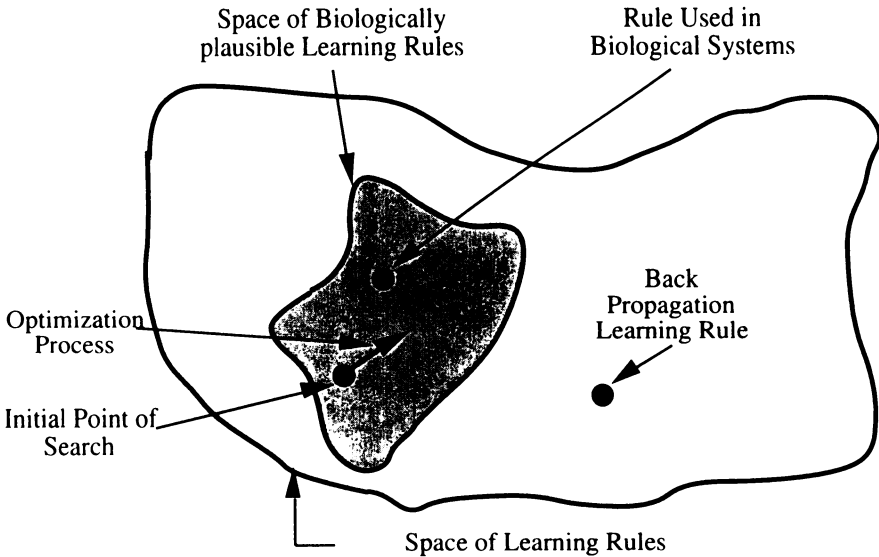 Space of Biologically
plausible Learning Rules
Rule Used in
Biological Systems
Back
Propagation
Learning Rule
Optimization
Process
Initial Point of
Search
Space of Learning Rules